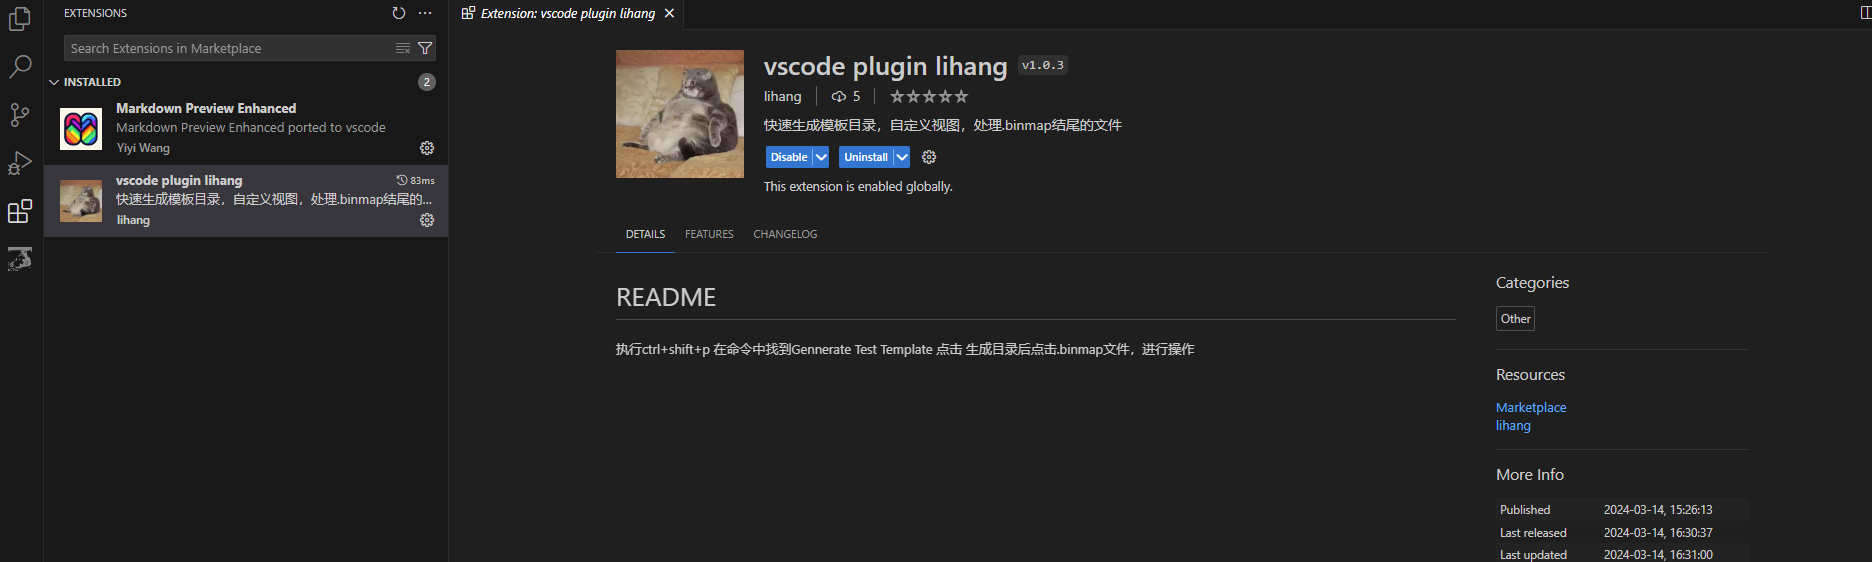 EXTENSIONS
Search Extensions in Marketplace
INSTALLED
2
Markdown Preview Enhanced
Markdown Preview Enhanced ported to vscode
Yiyi Wang
vscode plugin lihang
83ms
快速生成模板目录，自定义视图，处理.binmap结尾的...
lihang
Extension: vscode plugin lihang
vscode plugin lihang v1.0.3
lihang
5
快速生成模板目录，自定义视图，处理.binmap结尾的文件
Disable
Uninstall
This extension is enabled globally.
DETAILS
FEATURES
CHANGELOG
README
执行ctrl+shift+p 在命令中找到Gennerate Test Template 点击 生成目录后点击.binmap文件，进行操作
Categories
Other
Resources
Marketplace
lihang
More Info
Published 2024-03-14, 15:26:13
Last released 2024-03-14, 16:30:37
Last updated 2024-03-14, 16:31:00